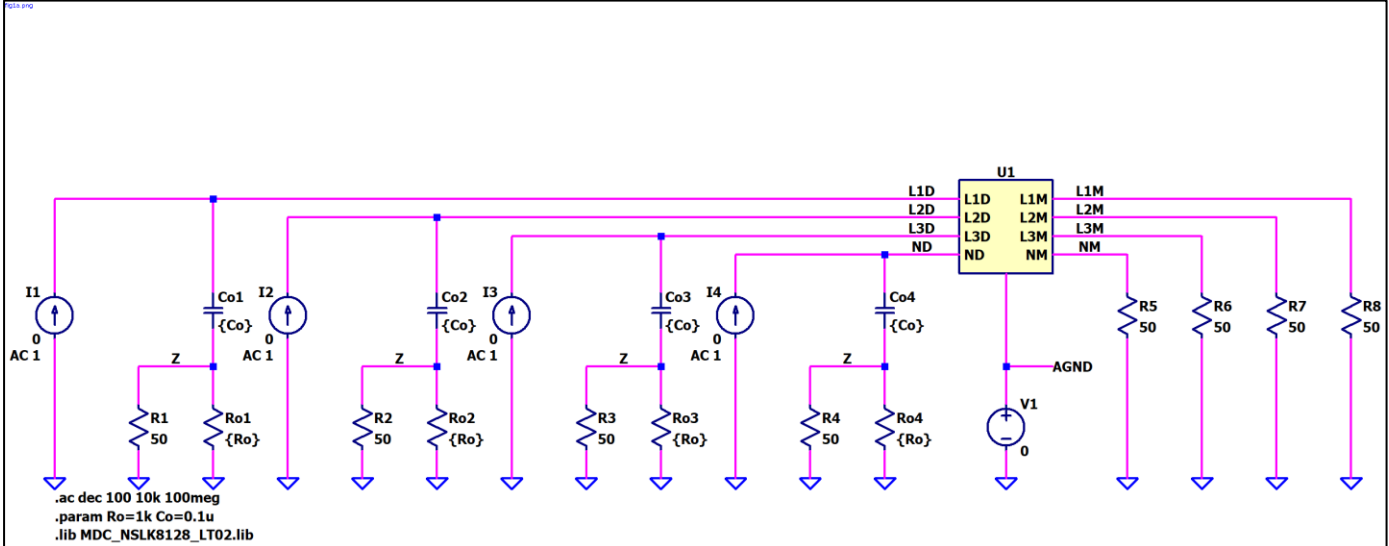 fig1a.png
U1
L1D L1D L1M L1M
L2D L2D L2M L2M
L3D L3D L3M L3M
ND ND NM NM
I1 Co1 I2 Co2 I3 Co3 I4 Co4 R5 R6 R7 R8
{Co} {Co} {Co} {Co} 50 50 50 50
0 0 0 0
AC 1 AC 1 AC 1 AC 1
Z Z Z Z AGND
V1
R1 Ro1 R2 Ro2 R3 Ro3 R4 Ro4 +
50 {Ro} 50 {Ro} 50 {Ro} 50 {Ro} −
0
.ac dec 100 10k 100meg
.param Ro=1k Co=0.1u
.lib MDC_NSLK8128_LT02.lib